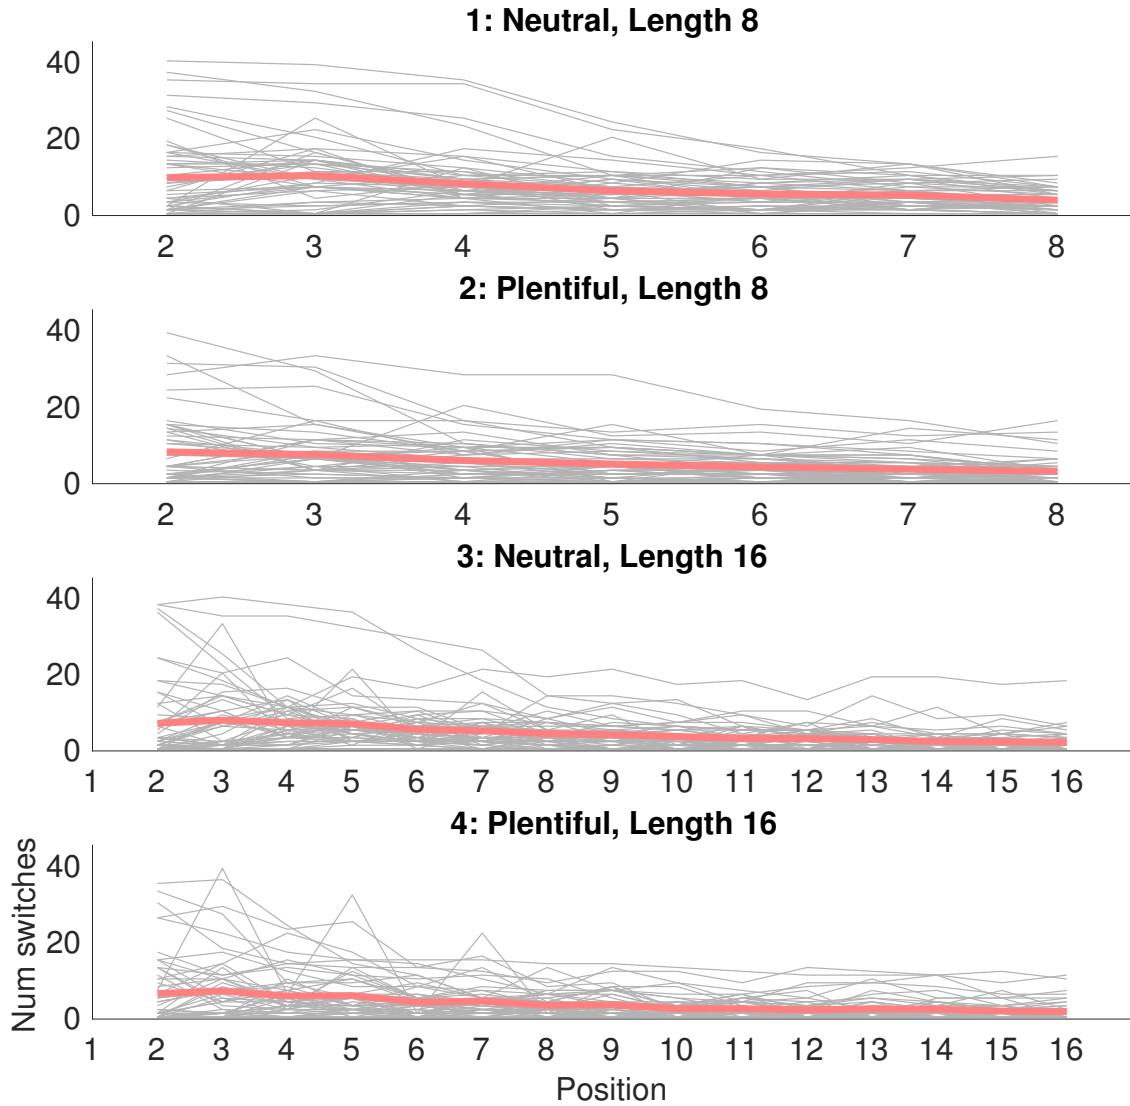 1: Neutral, Length 8
40
20
0
2 3 4 5 6 7 8
2: Plentiful, Length 8
40
20
0
2 3 4 5 6 7 8
3: Neutral, Length 16
40
20
0
1 2 3 4 5 6 7 8 9 10 11 12 13 14 15 16
4: Plentiful, Length 16
Num switches
40
20
0
1 2 3 4 5 6 7 8 9 10 11 12 13 14 15 16
Position